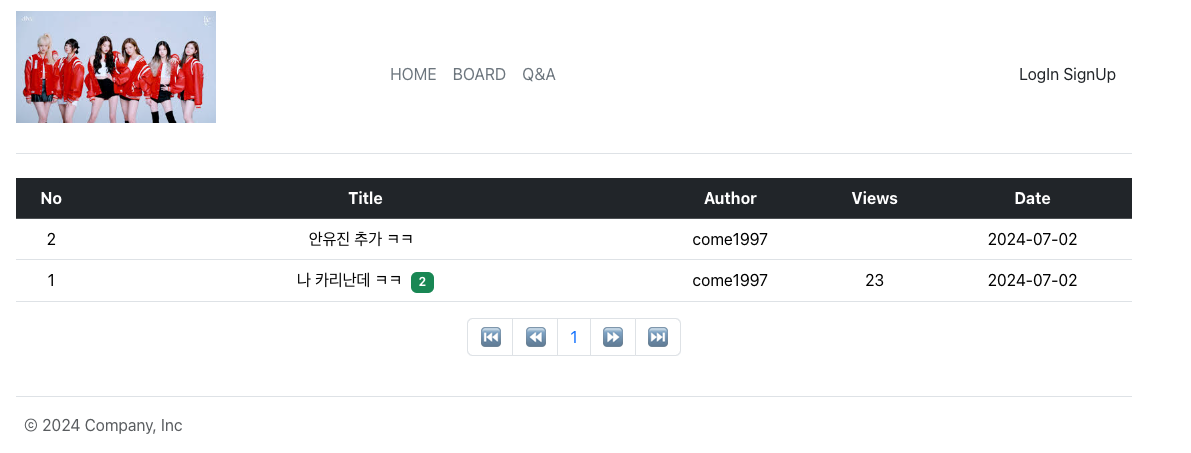 HOME BOARD Q&A LogIn SignUp
No Title Author Views Date
2 안유진 추가 ㅋㅋ come1997 2024-07-02
1 나 카리난데 ㅋㅋ 2 come1997 23 2024-07-02
⏮️ ⏪ 1 ⏩ ⏭️
© 2024 Company, Inc